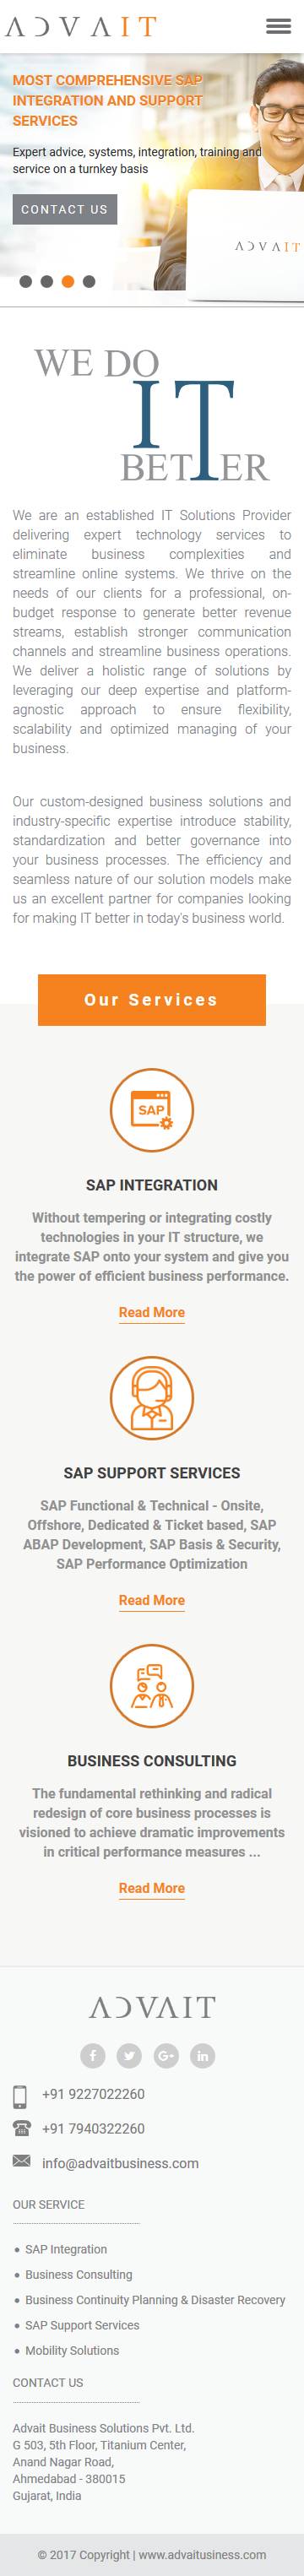 ADVAIT
MOST COMPREHENSIVE SAP
INTEGRATION AND SUPPORT
SERVICES
Expert advice, systems, integration, training and
service on a turnkey basis
CONTACT US
ADVAIT
WE DO
IT
BETTER
We are an established IT Solutions Provider
delivering expert technology services to
eliminate business complexities and
streamline online systems. We thrive on the
needs of our clients for a professional, on-
budget response to generate better revenue
streams, establish stronger communication
channels and streamline business operations.
We deliver a holistic range of solutions by
leveraging our deep expertise and platform-
agnostic approach to ensure flexibility,
scalability and optimized managing of your
business.
Our custom-designed business solutions and
industry-specific expertise introduce stability,
standardization and better governance into
your business processes. The efficiency and
seamless nature of our solution models make
us an excellent partner for companies looking
for making IT better in today's business world.
Our Services
SAP
SAP INTEGRATION
Without tempering or integrating costly
technologies in your IT structure, we
integrate SAP onto your system and give you
the power of efficient business performance.
Read More
SAP SUPPORT SERVICES
SAP Functional & Technical - Onsite,
Offshore, Dedicated & Ticket based, SAP
ABAP Development, SAP Basis & Security,
SAP Performance Optimization
Read More
BUSINESS CONSULTING
The fundamental rethinking and radical
redesign of core business processes is
visioned to achieve dramatic improvements
in critical performance measures ...
Read More
ADVAIT
f G+ in
+91 9227022260
+91 7940322260
info@advaitbusiness.com
OUR SERVICE
SAP Integration
Business Consulting
Business Continuity Planning & Disaster Recovery
SAP Support Services
Mobility Solutions
CONTACT US
Advait Business Solutions Pvt. Ltd.
G 503, 5th Floor, Titanium Center,
Anand Nagar Road,
Ahmedabad - 380015
Gujarat, India
© 2017 Copyright | www.advaitusiness.com